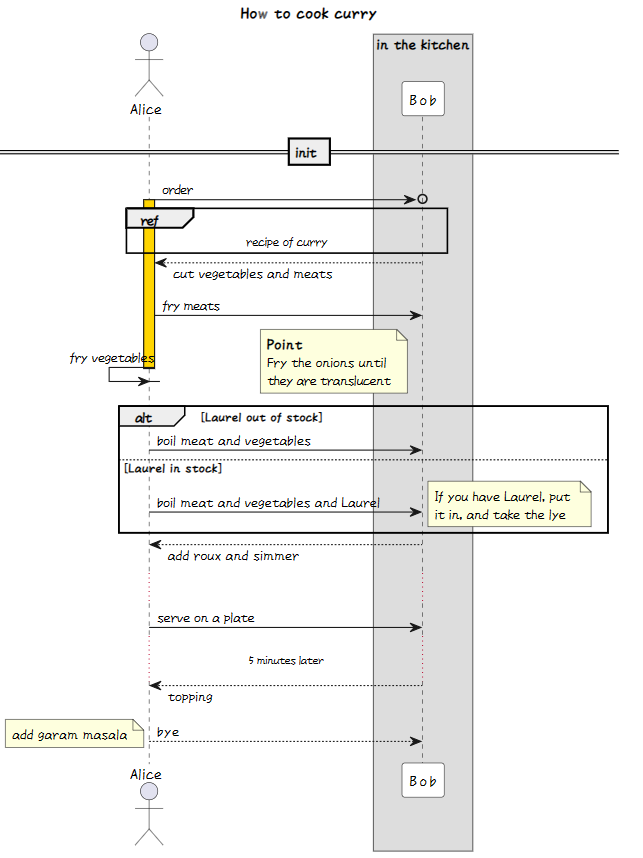 How to cook curry
in the kitchen
Alice
Bob
init
order
ref
recipe of curry
cut vegetables and meats
fry meats
Point
Fry the onions until
they are translucent
fry vegetables
alt
[Laurel out of stock]
boil meat and vegetables
[Laurel in stock]
boil meat and vegetables and Laurel
If you have Laurel, put
it in, and take the lye
add roux and simmer
serve on a plate
5 minutes later
topping
add garam masala
bye
Alice
Bob